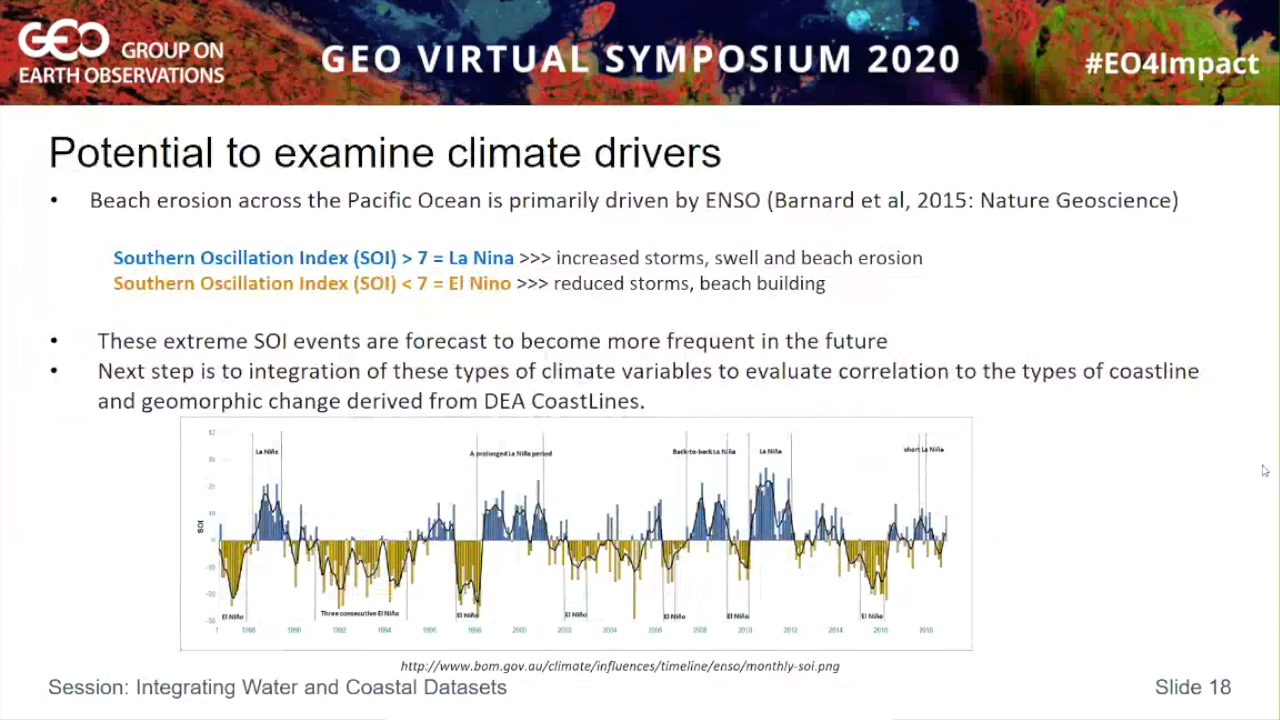 GEO GROUP ON
EARTH OBSERVATIONS
GEO VIRTUAL SYMPOSIUM 2020
#EO4Impact
Potential to examine climate drivers
• Beach erosion across the Pacific Ocean is primarily driven by ENSO (Barnard et al, 2015: Nature Geoscience)
Southern Oscillation Index (SOI) > 7 = La Nina >>> increased storms, swell and beach erosion
Southern Oscillation Index (SOI) < 7 = El Nino >>> reduced storms, beach building
• These extreme SOI events are forecast to become more frequent in the future
• Next step is to integration of these types of climate variables to evaluate correlation to the types of coastline
and geomorphic change derived from DEA CoastLines.
La Niña
A prolonged La Niña period
Back-to-back La Niña
La Niña
short La Niña
SOI
El Niño
Three consecutive El Niño
El Niño
El Niño
El Niño
El Niño
El Niño
1988 1990 1992 1994 1996 1998 2000 2002 2004 2006 2008 2010 2012 2014 2016 2018
http://www.bom.gov.au/climate/influences/timeline/enso/monthly-soi.png
Session: Integrating Water and Coastal Datasets
Slide 18